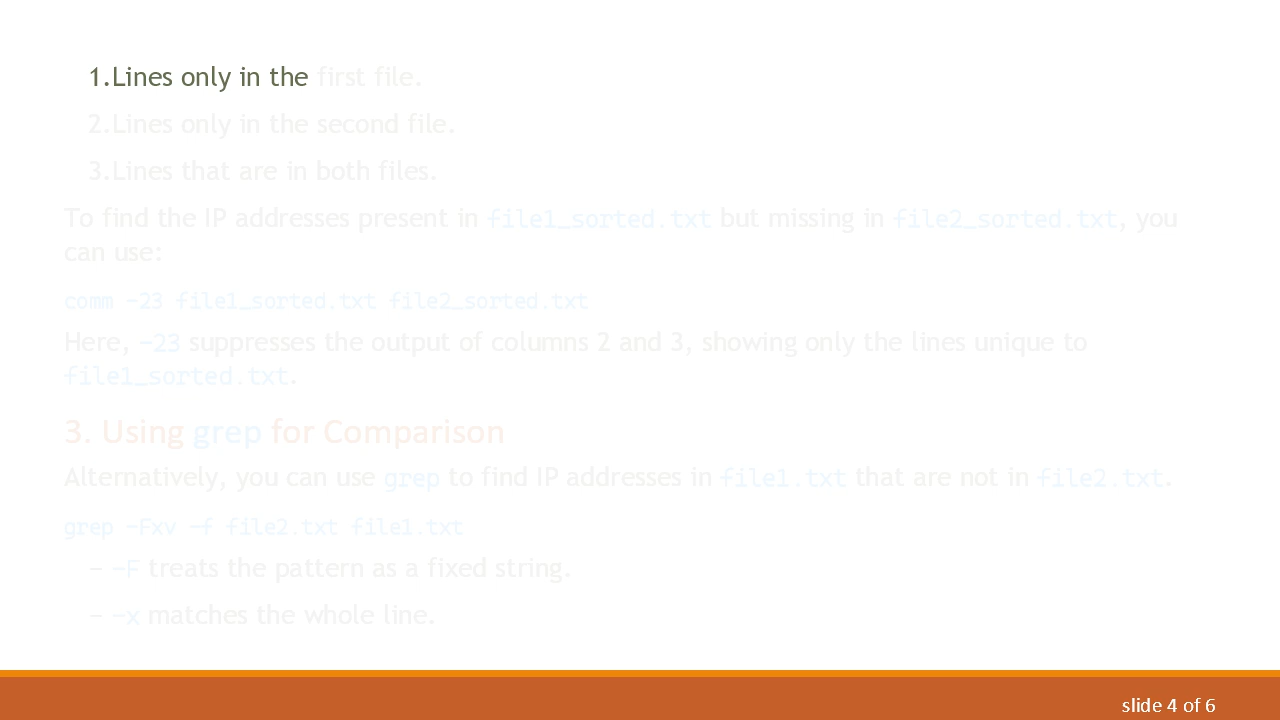 1.Lines only in the first file.
2.Lines only in the second file.
3.Lines that are in both files.
To find the IP addresses present in file1_sorted.txt but missing in file2_sorted.txt, you
can use:
comm -23 file1_sorted.txt file2_sorted.txt
Here, -23 suppresses the output of columns 2 and 3, showing only the lines unique to
file1_sorted.txt.
3. Using grep for Comparison
Alternatively, you can use grep to find IP addresses in file1.txt that are not in file2.txt.
grep -Fxv -f file2.txt file1.txt
– -F treats the pattern as a fixed string.
– -x matches the whole line.
slide 4 of 6